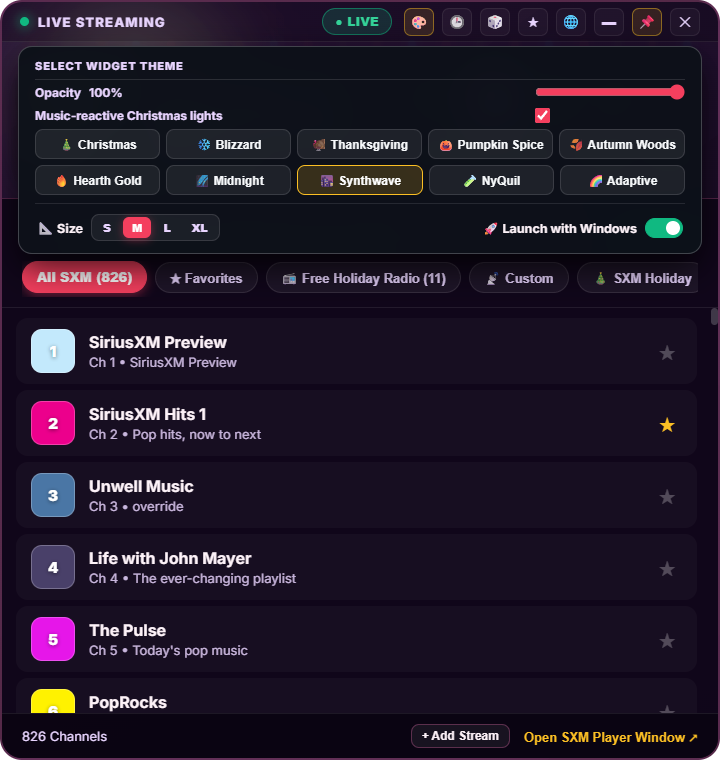 LIVE STREAMING
● LIVE
SELECT WIDGET THEME
Opacity 100%
Music-reactive Christmas lights
Christmas
Blizzard
Thanksgiving
Pumpkin Spice
Autumn Woods
Hearth Gold
Midnight
Synthwave
NyQuil
Adaptive
Size S M L XL
Launch with Windows
All SXM (826)
★ Favorites
Free Holiday Radio (11)
Custom
SXM Holiday
1
SiriusXM Preview
Ch 1 • SiriusXM Preview
2
SiriusXM Hits 1
Ch 2 • Pop hits, now to next
3
Unwell Music
Ch 3 • override
4
Life with John Mayer
Ch 4 • The ever-changing playlist
5
The Pulse
Ch 5 • Today's pop music
6
PopRocks
826 Channels
+ Add Stream
Open SXM Player Window ↗